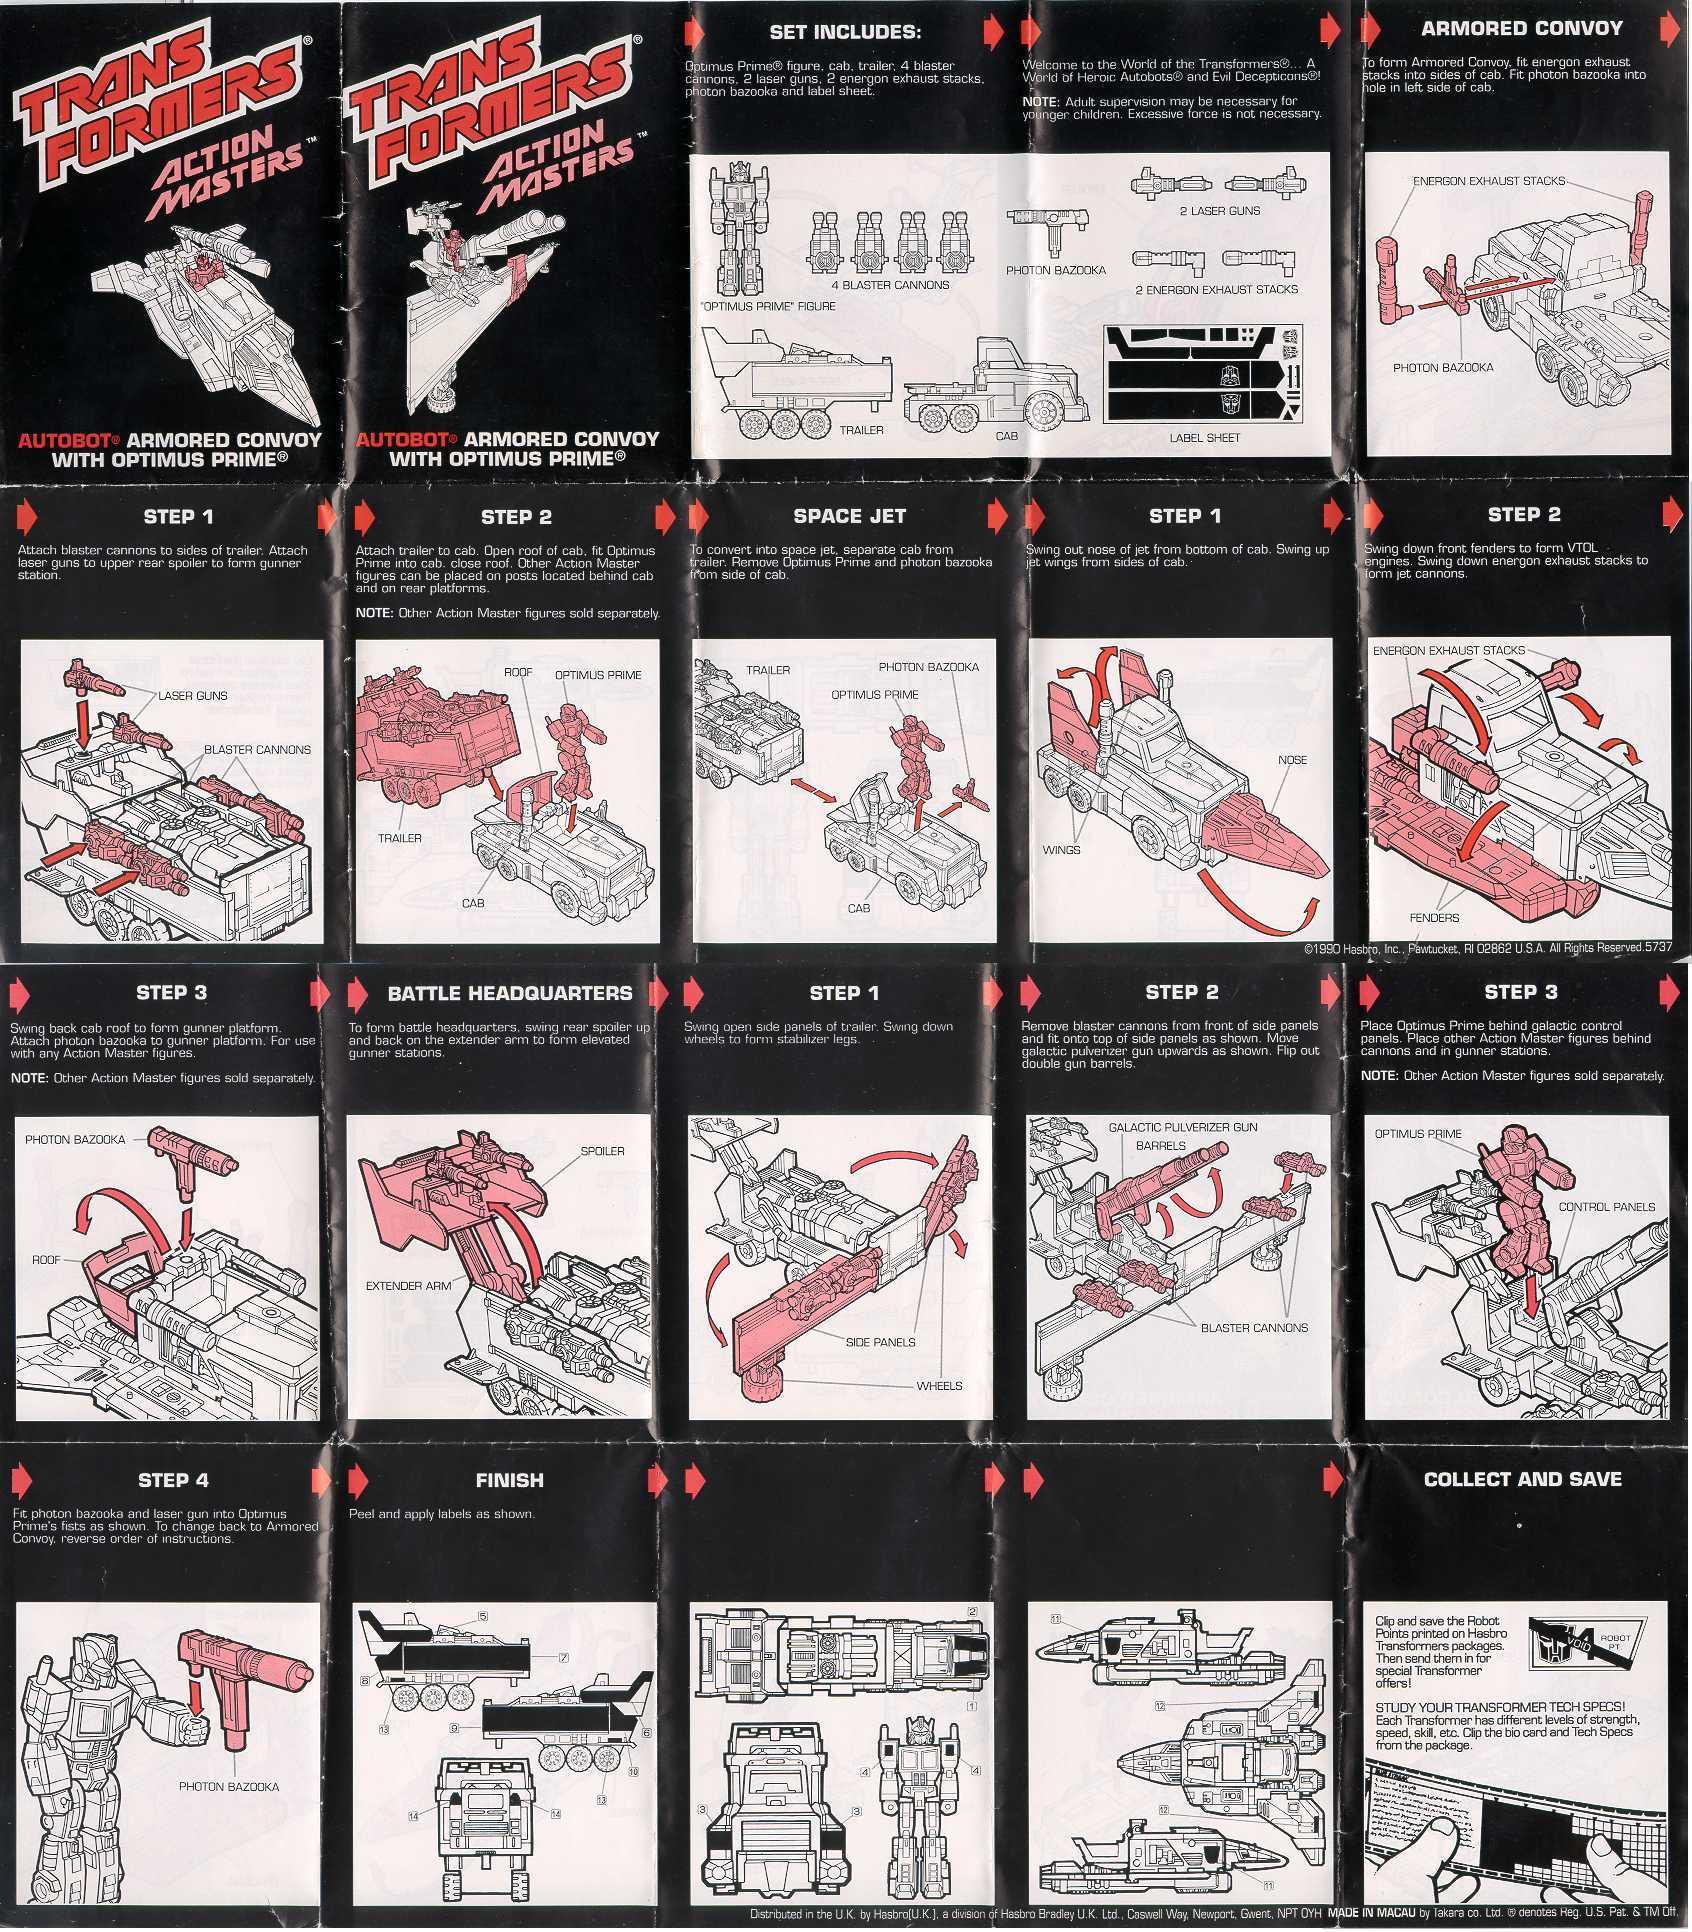 TRANS
FORMERS®
ACTION
MASTERS™
AUTOBOT® ARMORED CONVOY
WITH OPTIMUS PRIME®
TRANS
FORMERS®
ACTION
MASTERS™
AUTOBOT® ARMORED CONVOY
WITH OPTIMUS PRIME®
SET INCLUDES:
Optimus Prime® figure, cab, trailer, 4 blaster
cannons, 2 laser guns, 2 energon exhaust stacks,
photon bazooka and label sheet.
Welcome to the World of the Transformers®... A
World of Heroic Autobots® and Evil Decepticons®!
NOTE: Adult supervision may be necessary for
younger children. Excessive force is not necessary.
"OPTIMUS PRIME" FIGURE
4 BLASTER CANNONS
PHOTON BAZOOKA
2 LASER GUNS
2 ENERGON EXHAUST STACKS
TRAILER
CAB
LABEL SHEET
ARMORED CONVOY
To form Armored Convoy, fit energon exhaust
stacks into sides of cab. Fit photon bazooka into
hole in left side of cab.
ENERGON EXHAUST STACKS
PHOTON BAZOOKA
STEP 1
Attach blaster cannons to sides of trailer. Attach
laser guns to upper rear spoiler to form gunner
station.
LASER GUNS
BLASTER CANNONS
STEP 2
Attach trailer to cab. Open roof of cab, fit Optimus
Prime into cab, close roof. Other Action Master
figures can be placed on posts located behind cab
and on rear platforms.
NOTE: Other Action Master figures sold separately.
ROOF
OPTIMUS PRIME
TRAILER
CAB
SPACE JET
To convert into space jet, separate cab from
trailer. Remove Optimus Prime and photon bazooka
from side of cab.
TRAILER
PHOTON BAZOOKA
OPTIMUS PRIME
CAB
STEP 1
Swing out nose of jet from bottom of cab. Swing up
jet wings from sides of cab.
NOSE
WINGS
STEP 2
Swing down front fenders to form VTOL
engines. Swing down energon exhaust stacks to
form jet cannons.
ENERGON EXHAUST STACKS
FENDERS
©1990 Hasbro, Inc., Pawtucket, RI 02862 U.S.A. All Rights Reserved.5737
STEP 3
Swing back cab roof to form gunner platform.
Attach photon bazooka to gunner platform. For use
with any Action Master figures.
NOTE: Other Action Master figures sold separately.
PHOTON BAZOOKA
ROOF
BATTLE HEADQUARTERS
To form battle headquarters, swing rear spoiler up
and back on the extender arm to form elevated
gunner stations.
SPOILER
EXTENDER ARM
STEP 1
Swing open side panels of trailer. Swing down
wheels to form stabilizer legs.
SIDE PANELS
WHEELS
STEP 2
Remove blaster cannons from front of side panels
and fit onto top of side panels as shown. Move
galactic pulverizer gun upwards as shown. Flip out
double gun barrels.
GALACTIC PULVERIZER GUN
BARRELS
BLASTER CANNONS
STEP 3
Place Optimus Prime behind galactic control
panels. Place other Action Master figures behind
cannons and in gunner stations.
NOTE: Other Action Master figures sold separately.
OPTIMUS PRIME
CONTROL PANELS
STEP 4
Fit photon bazooka and laser gun into Optimus
Prime's fists as shown. To change back to Armored
Convoy, reverse order of instructions.
PHOTON BAZOOKA
FINISH
Peel and apply labels as shown.
5
7
8
13
9
6
10
13
14
14
2
1
4
4
3
3
11
12
12
11
COLLECT AND SAVE
Clip and save the Robot
Points printed on Hasbro
Transformers packages.
Then send them in for
special Transformer
offers!
VOID
ROBOT
PT.
STUDY YOUR TRANSFORMER TECH SPECS!
Each Transformer has different levels of strength,
speed, skill, etc. Clip the bio card and Tech Specs
from the package.
Distributed in the U.K. by Hasbro(U.K.), a division of Hasbro Bradley U.K. Ltd., Caswell Way, Newport, Gwent, NPT 0YH MADE IN MACAU by Takara co. Ltd. ® denotes Reg. U.S. Pat. & TM Off.